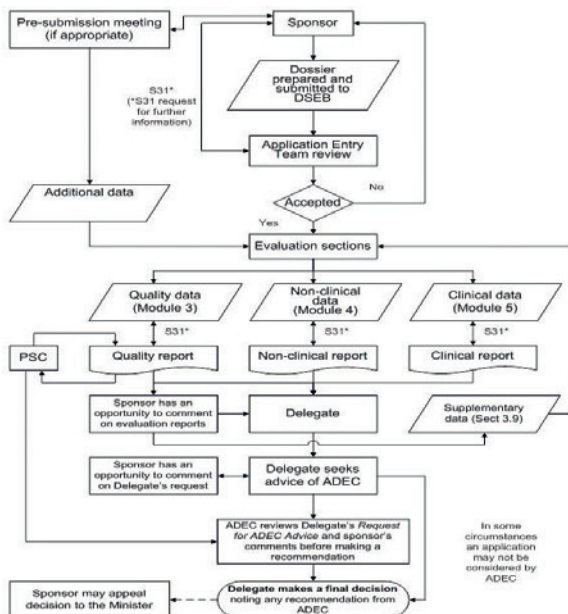 Pre-submission meeting
(if appropriate)
Sponsor
Dossier
prepared and
submitted to
DSEB
S31*
(*S31 request
for further
information)
Application Entry
Team review
Additional data
No
Accepted
Yes
Evaluation sections
Quality data
(Module 3)
Non-clinical
data
(Module 4)
Clinical data
(Module 5)
S31*
S31*
S31*
PSC
Quality report
Non-clinical report
Clinical report
Sponsor has an
opportunity to comment
on evaluation reports
Delegate
Supplementary
data (Sect 3.9)
Sponsor has an
opportunity to comment
on Delegate's request
Delegate seeks
advice of ADEC
ADEC reviews Delegate's Request
for ADEC Advice and sponsor's
comments before making a
recommendation
In some
circumstances an
application may
not be
considered by
ADEC
Sponsor may appeal
decision to the Minister
Delegate makes a final decision
noting any recommendation from
ADEC